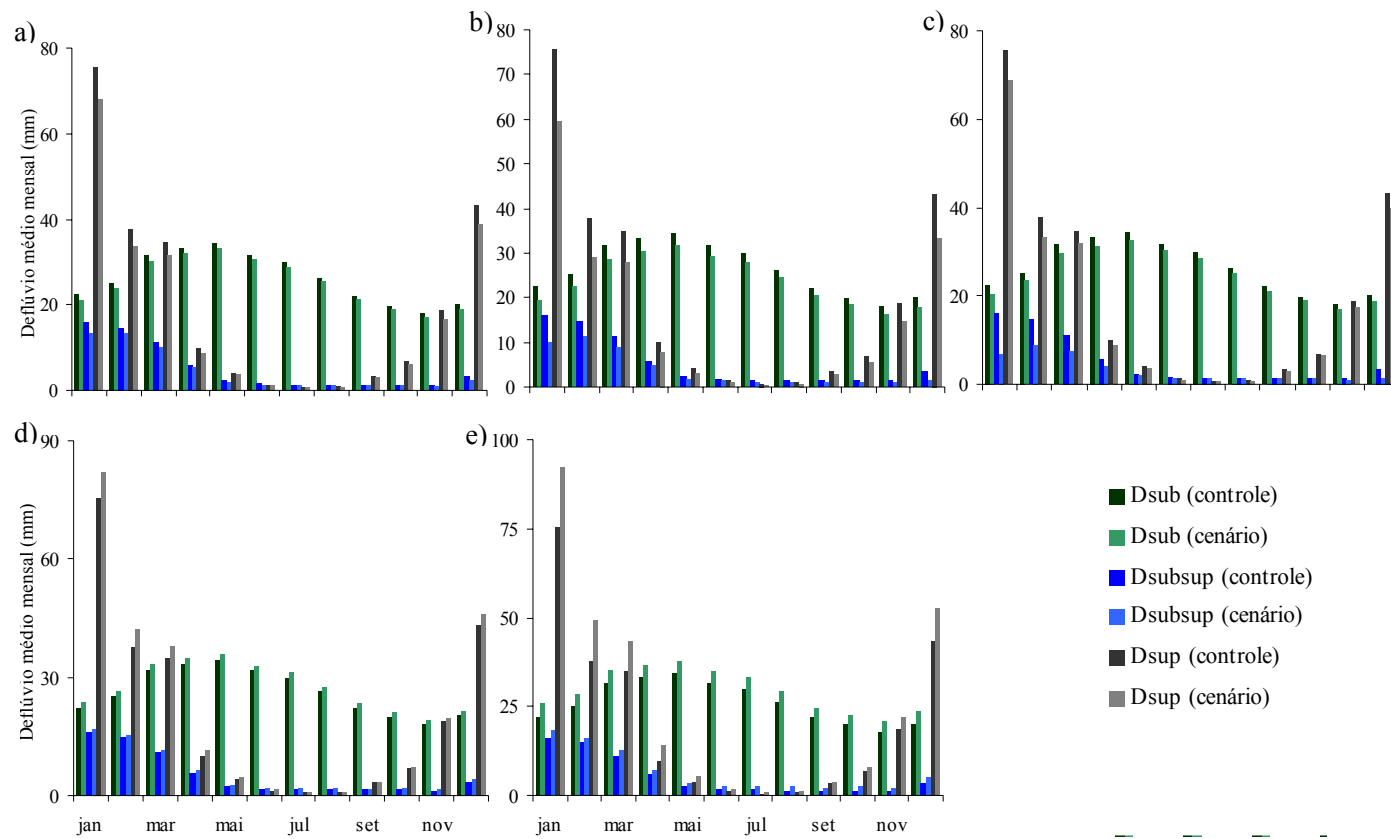 a)
b)
c)
80
60
40
20
0
Deflúvio médio mensal (mm)
80
70
60
50
40
30
20
10
0
80
60
40
20
0
d)
e)
90
60
30
0
Deflúvio médio mensal (mm)
jan mar mai jul set nov
100
75
50
25
0
jan mar mai jul set nov
Dsub (controle)
Dsub (cenário)
Dsubsup (controle)
Dsubsup (cenário)
Dsup (controle)
Dsup (cenário)